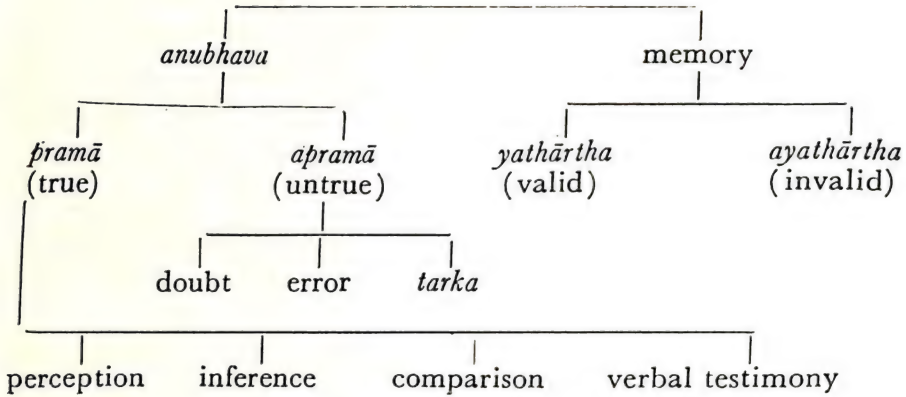 anubhava memory
pramā apramā yathārtha ayathārtha
(true) (untrue) (valid) (invalid)
doubt error tarka
perception inference comparison verbal testimony